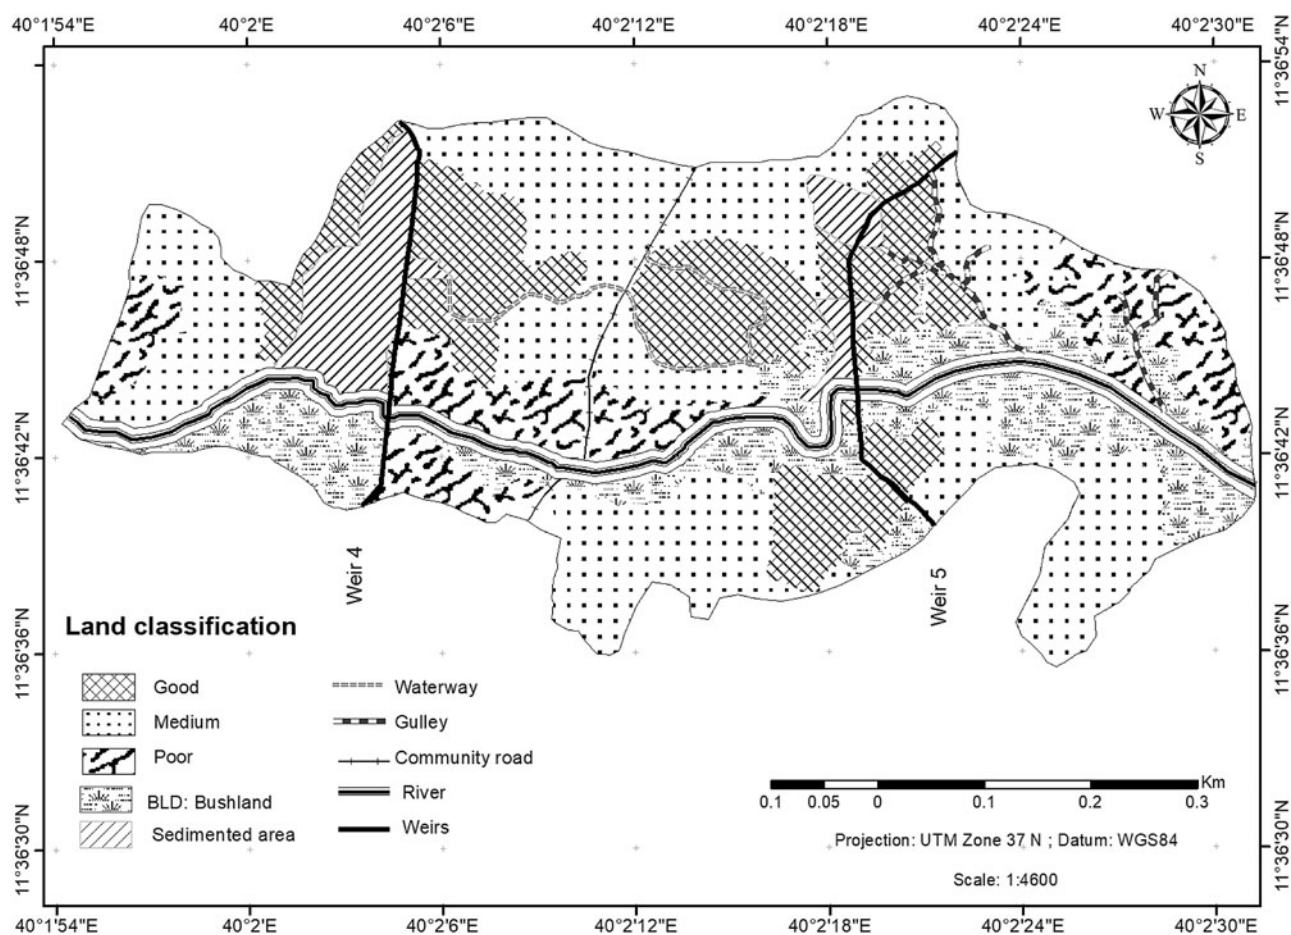 40°1'54"E 40°2'E 40°2'6"E 40°2'12"E 40°2'18"E 40°2'24"E 40°2'30"E
11°36'54"N
N
W E
S
11°36'48"N 11°36'48"N
11°36'42"N 11°36'42"N
Weir 4
Weir 5
11°36'36"N 11°36'36"N
Land classification
Good
Medium
Poor
BLD: Bushland
Sedimented area
Waterway
Gulley
Community road
River
Weirs
Km
0.1 0.05 0 0.1 0.2 0.3
Projection: UTM Zone 37 N ; Datum: WGS84
Scale: 1:4600
11°36'30"N 11°36'30"N
40°1'54"E 40°2'E 40°2'6"E 40°2'12"E 40°2'18"E 40°2'24"E 40°2'30"E